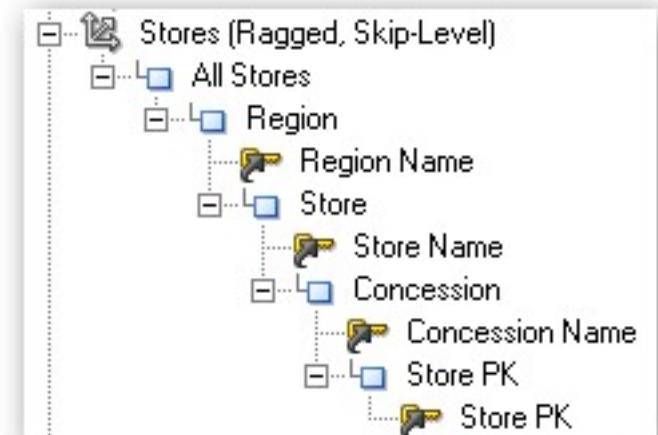 Stores (Ragged, Skip-Level)
All Stores
Region
Region Name
Store
Store Name
Concession
Concession Name
Store PK
Store PK